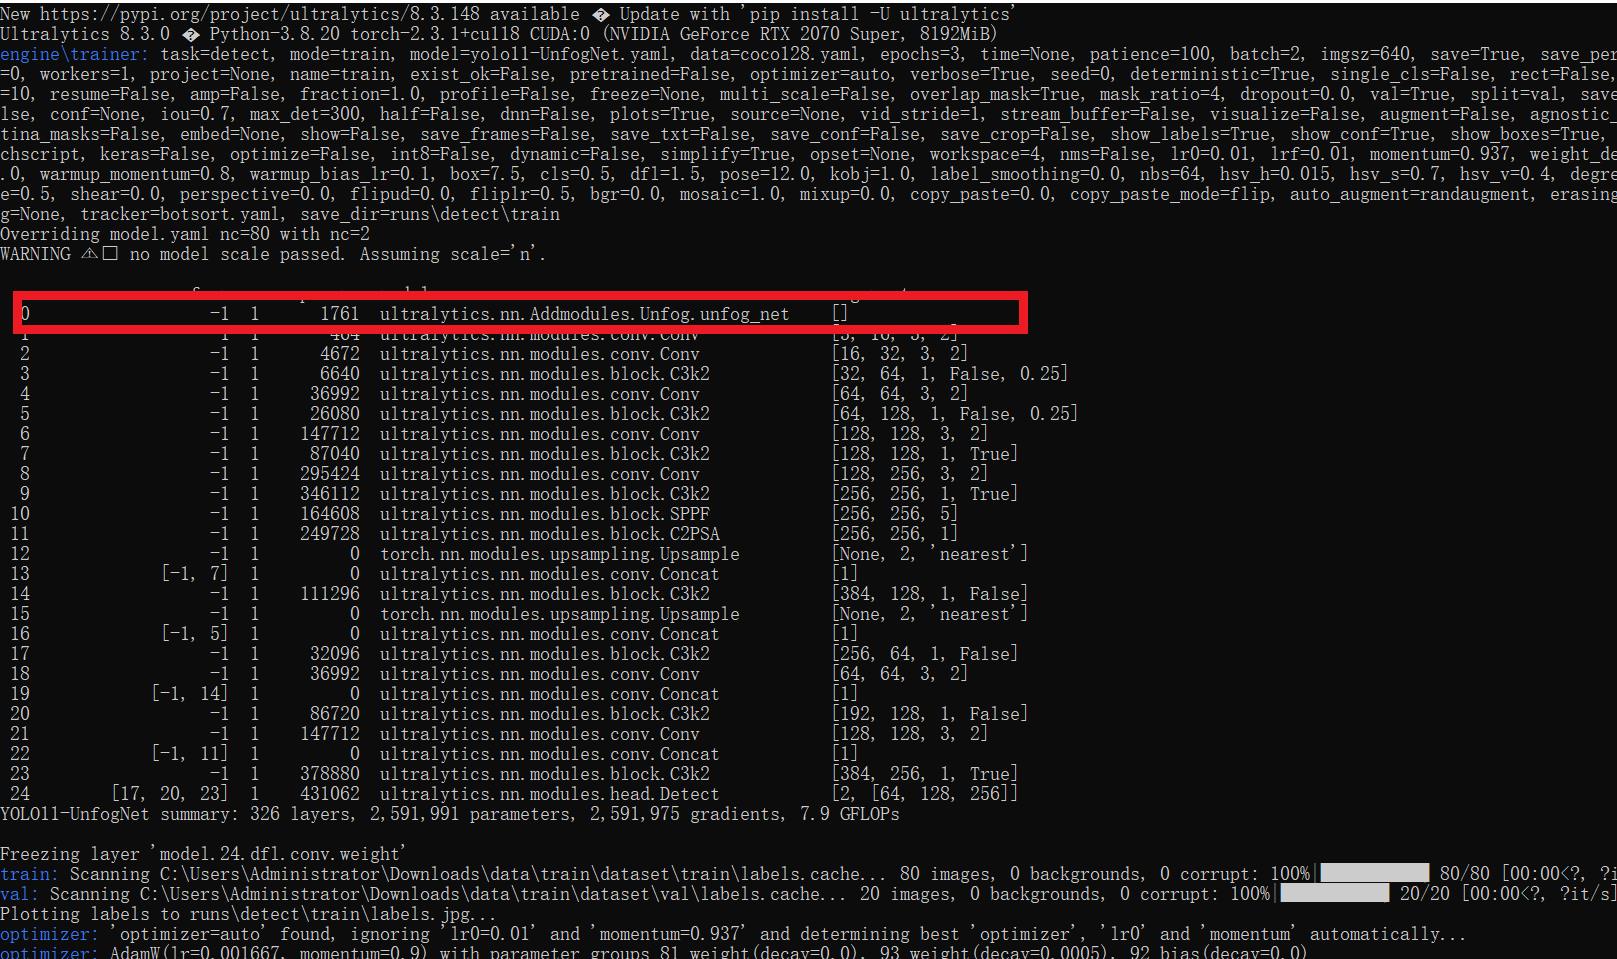 New https://pypi.org/project/ultralytics/8.3.148 available � Update with 'pip install -U ultralytics'
Ultralytics 8.3.0 � Python-3.8.20 torch-2.3.1+cu118 CUDA:0 (NVIDIA GeForce RTX 2070 Super, 8192MiB)
engine\trainer: task=detect, mode=train, model=yolo11-UnfogNet.yaml, data=coco128.yaml, epochs=3, time=None, patience=100, batch=2, imgsz=640, save=True, save_per
=0, workers=1, project=None, name=train, exist_ok=False, pretrained=False, optimizer=auto, verbose=True, seed=0, deterministic=True, single_cls=False, rect=False,
=10, resume=False, amp=False, fraction=1.0, profile=False, freeze=None, multi_scale=False, overlap_mask=True, mask_ratio=4, dropout=0.0, val=True, split=val, save
lse, conf=None, iou=0.7, max_det=300, half=False, dnn=False, plots=True, source=None, vid_stride=1, stream_buffer=False, visualize=False, augment=False, agnostic_
tina_masks=False, embed=None, show=False, save_frames=False, save_txt=False, save_conf=False, save_crop=False, show_labels=True, show_conf=True, show_boxes=True,
chscript, keras=False, optimize=False, int8=False, dynamic=False, simplify=True, opset=None, workspace=4, nms=False, lr0=0.01, lrf=0.01, momentum=0.937, weight_de
.0, warmup_momentum=0.8, warmup_bias_lr=0.1, box=7.5, cls=0.5, dfl=1.5, pose=12.0, kobj=1.0, label_smoothing=0.0, nbs=64, hsv_h=0.015, hsv_s=0.7, hsv_v=0.4, degre
e=0.5, shear=0.0, perspective=0.0, flipud=0.0, fliplr=0.5, bgr=0.0, mosaic=1.0, mixup=0.0, copy_paste=0.0, copy_paste_mode=flip, auto_augment=randaugment, erasing
g=None, tracker=botsort.yaml, save_dir=runs\detect\train
Overriding model.yaml nc=80 with nc=2
WARNING ⚠□ no model scale passed. Assuming scale='n'.
0 -1 1 1761 ultralytics.nn.Addmodules.Unfog.unfog_net []
1 -1 1 464 ultralytics.nn.modules.conv.Conv [3, 16, 3, 2]
2 -1 1 4672 ultralytics.nn.modules.conv.Conv [16, 32, 3, 2]
3 -1 1 6640 ultralytics.nn.modules.block.C3k2 [32, 64, 1, False, 0.25]
4 -1 1 36992 ultralytics.nn.modules.conv.Conv [64, 64, 3, 2]
5 -1 1 26080 ultralytics.nn.modules.block.C3k2 [64, 128, 1, False, 0.25]
6 -1 1 147712 ultralytics.nn.modules.conv.Conv [128, 128, 3, 2]
7 -1 1 87040 ultralytics.nn.modules.block.C3k2 [128, 128, 1, True]
8 -1 1 295424 ultralytics.nn.modules.conv.Conv [128, 256, 3, 2]
9 -1 1 346112 ultralytics.nn.modules.block.C3k2 [256, 256, 1, True]
10 -1 1 164608 ultralytics.nn.modules.block.SPPF [256, 256, 5]
11 -1 1 249728 ultralytics.nn.modules.block.C2PSA [256, 256, 1]
12 -1 1 0 torch.nn.modules.upsampling.Upsample [None, 2, 'nearest']
13 [-1, 7] 1 0 ultralytics.nn.modules.conv.Concat [1]
14 -1 1 111296 ultralytics.nn.modules.block.C3k2 [384, 128, 1, False]
15 -1 1 0 torch.nn.modules.upsampling.Upsample [None, 2, 'nearest']
16 [-1, 5] 1 0 ultralytics.nn.modules.conv.Concat [1]
17 -1 1 32096 ultralytics.nn.modules.block.C3k2 [256, 64, 1, False]
18 -1 1 36992 ultralytics.nn.modules.conv.Conv [64, 64, 3, 2]
19 [-1, 14] 1 0 ultralytics.nn.modules.conv.Concat [1]
20 -1 1 86720 ultralytics.nn.modules.block.C3k2 [192, 128, 1, False]
21 -1 1 147712 ultralytics.nn.modules.conv.Conv [128, 128, 3, 2]
22 [-1, 11] 1 0 ultralytics.nn.modules.conv.Concat [1]
23 -1 1 378880 ultralytics.nn.modules.block.C3k2 [384, 256, 1, True]
24 [17, 20, 23] 1 431062 ultralytics.nn.modules.head.Detect [2, [64, 128, 256]]
YOLO11-UnfogNet summary: 326 layers, 2,591,991 parameters, 2,591,975 gradients, 7.9 GFLOPs
Freezing layer 'model.24.dfl.conv.weight'
train: Scanning C:\Users\Administrator\Downloads\data\train\dataset\train\labels.cache... 80 images, 0 backgrounds, 0 corrupt: 100%|██████████| 80/80 [00:00<?, ?i
val: Scanning C:\Users\Administrator\Downloads\data\train\dataset\val\labels.cache... 20 images, 0 backgrounds, 0 corrupt: 100%|██████████| 20/20 [00:00<?, ?it/s]
Plotting labels to runs\detect\train\labels.jpg...
optimizer: 'optimizer=auto' found, ignoring 'lr0=0.01' and 'momentum=0.937' and determining best 'optimizer', 'lr0' and 'momentum' automatically...
optimizer: AdamW(lr=0.001667, momentum=0.9) with parameter groups 81 weight(decay=0.0), 93 weight(decay=0.0005), 92 bias(decay=0.0)